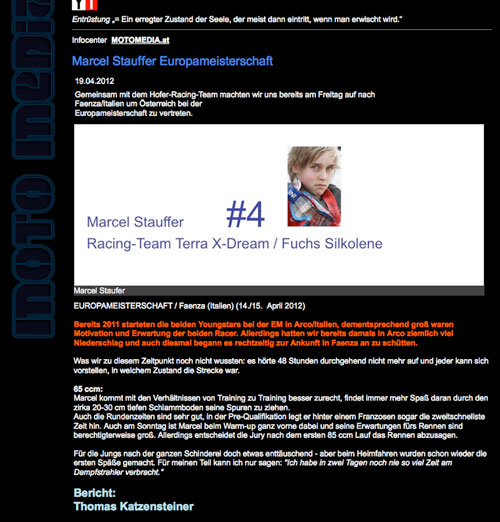 Entrüstung „= Ein erregter Zustand der Seele, der meist dann eintritt, wenn man erwischt wird."
Infocenter MOTOMEDIA.at
Marcel Stauffer Europameisterschaft
19.04.2012
Gemeinsam mit dem Hofer-Racing-Team machten wir uns bereits am Freitag auf nach
Faenza/Italien um Österreich bei der
Europameisterschaft zu vertreten.
Marcel Stauffer #4
Racing-Team Terra X-Dream / Fuchs Silkolene
Marcel Staufer
EUROPAMEISTERSCHAFT / Faenza (Italien) (14./15. April 2012)
Bereits 2011 starteten die beiden Youngstars bei der EM in Arco/Italien, dementsprechend groß waren
Motivation und Erwartung der beiden Racer. Allerdings hatten wir bereits damals in Arco ziemlich viel
Niederschlag und auch diesmal begann es rechtzeitig zur Ankunft in Faenza an zu schütten.
Was wir zu diesem Zeitpunkt noch nicht wussten: es hörte 48 Stunden durchgehend nicht mehr auf und jeder kann sich
vorstellen, in welchem Zustand die Strecke war.
65 ccm:
Marcel kommt mit den Verhältnissen von Training zu Training besser zurecht, findet immer mehr Spaß daran durch den
zirka 20-30 cm tiefen Schlammboden seine Spuren zu ziehen.
Auch die Rundenzeiten sind sehr gut, in der Pre-Qualifikation legt er hinter einem Franzosen sogar die zweitschnellste
Zeit hin. Auch am Sonntag ist Marcel beim Warm-up ganz vorne dabei und seine Erwartungen fürs Rennen sind
berechtigterweise groß. Allerdings entscheidet die Jury nach dem ersten 85 ccm Lauf das Rennen abzusagen.
Für die Jungs nach der ganzen Schinderei doch etwas enttäuschend - aber beim Heimfahren wurden schon wieder die
ersten Späße gemacht. Für meinen Teil kann ich nur sagen: "Ich habe in zwei Tagen noch nie so viel Zeit am
Dampfstrahler verbracht."
Bericht:
Thomas Katzensteiner
MOTO MEDIA